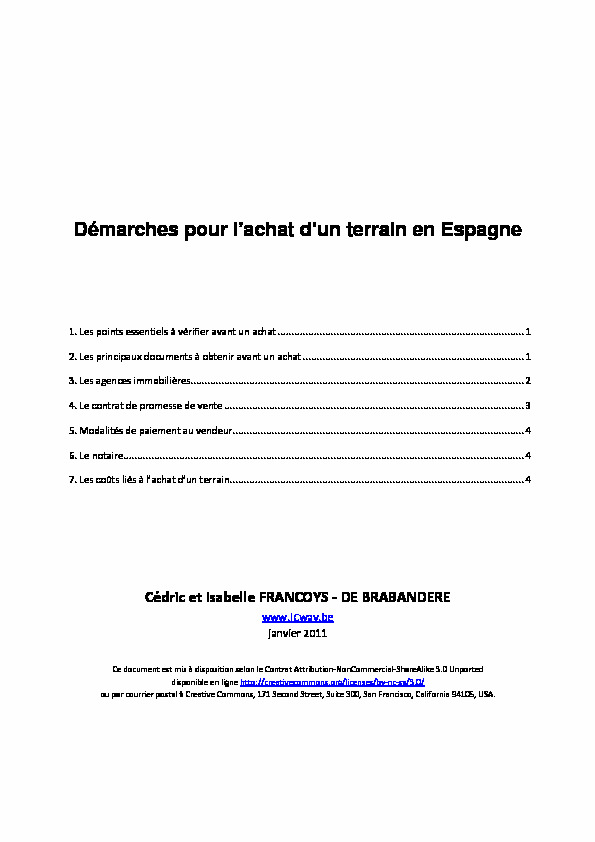 Démarches pour l'achat d'un terrain en Espagne
1. Les points essentiels à vérifier avant un achat ........................................................................................ 1
2. Les principaux documents à obtenir avant un achat ............................................................................... 1
3. Les agences immobilières....................................................................................................................... 2
4. Le contrat de promesse de vente ........................................................................................................... 3
5. Modalités de paiement au vendeur........................................................................................................ 4
6. Le notaire............................................................................................................................................... 4
7. Les coûts liés à l'achat d'un terrain......................................................................................................... 4
Cédric et Isabelle FRANCOYS - DE BRABANDERE
www.iCway.be
janvier 2011
Ce document est mis à disposition selon le Contrat Attribution-NonCommercial-ShareAlike 3.0 Unported
disponible en ligne http://creativecommons.org/licenses/by-nc-sa/3.0/
ou par courrier postal à Creative Commons, 171 Second Street, Suite 300, San Francisco, California 94105, USA.